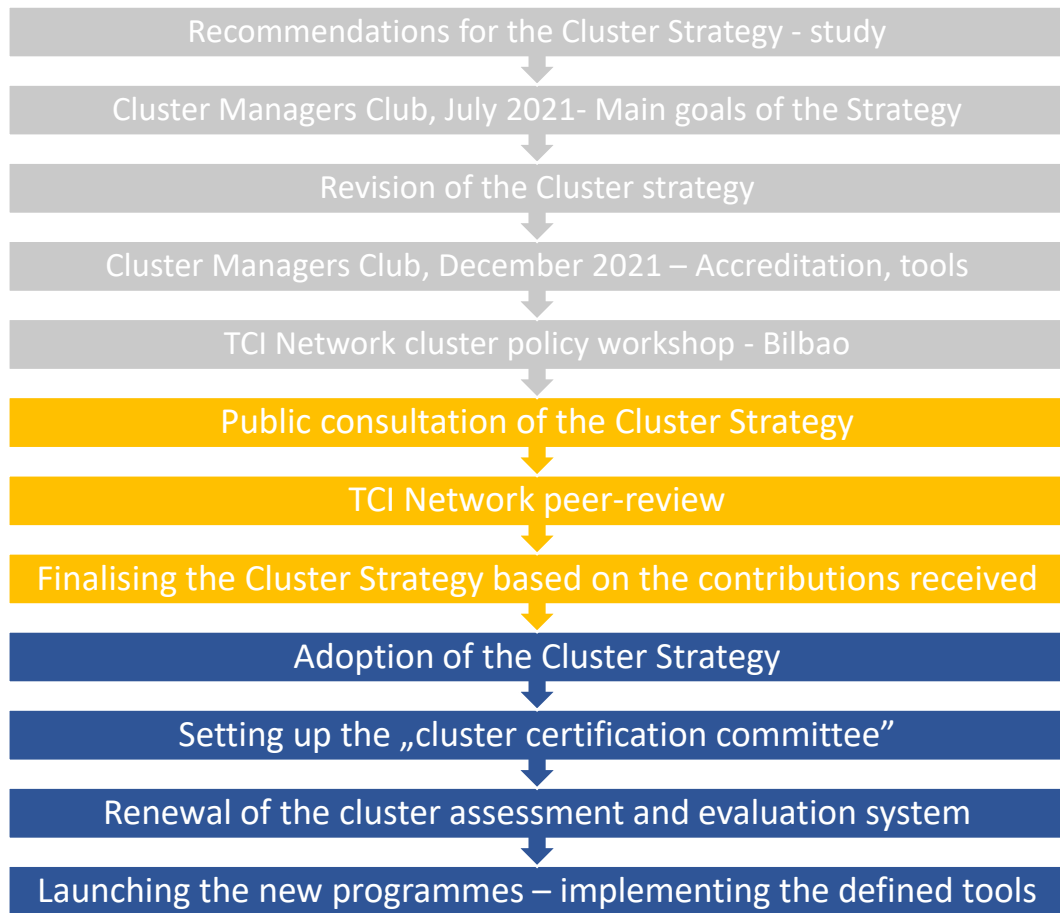 Recommendations for the Cluster Strategy - study
Cluster Managers Club, July 2021- Main goals of the Strategy
Revision of the Cluster strategy
Cluster Managers Club, December 2021 – Accreditation, tools
TCI Network cluster policy workshop - Bilbao
Public consultation of the Cluster Strategy
TCI Network peer-review
Finalising the Cluster Strategy based on the contributions received
Adoption of the Cluster Strategy
Setting up the „cluster certification committee”
Renewal of the cluster assessment and evaluation system
Launching the new programmes – implementing the defined tools